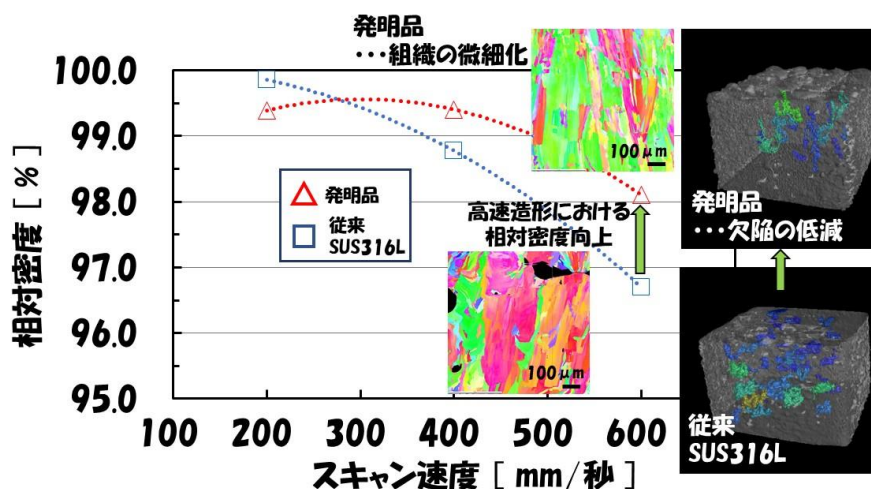 発明品
・・・組織の微細化
100.0
99.0
98.0
97.0
96.0
95.0
相対密度 [ % ]
100
200
300
400
500
600
スキャン速度 [ mm/秒 ]
発明品
従来
SUS316L
100μm
高速造形における
相対密度向上
100μm
発明品
・・・欠陥の低減
従来
SUS316L